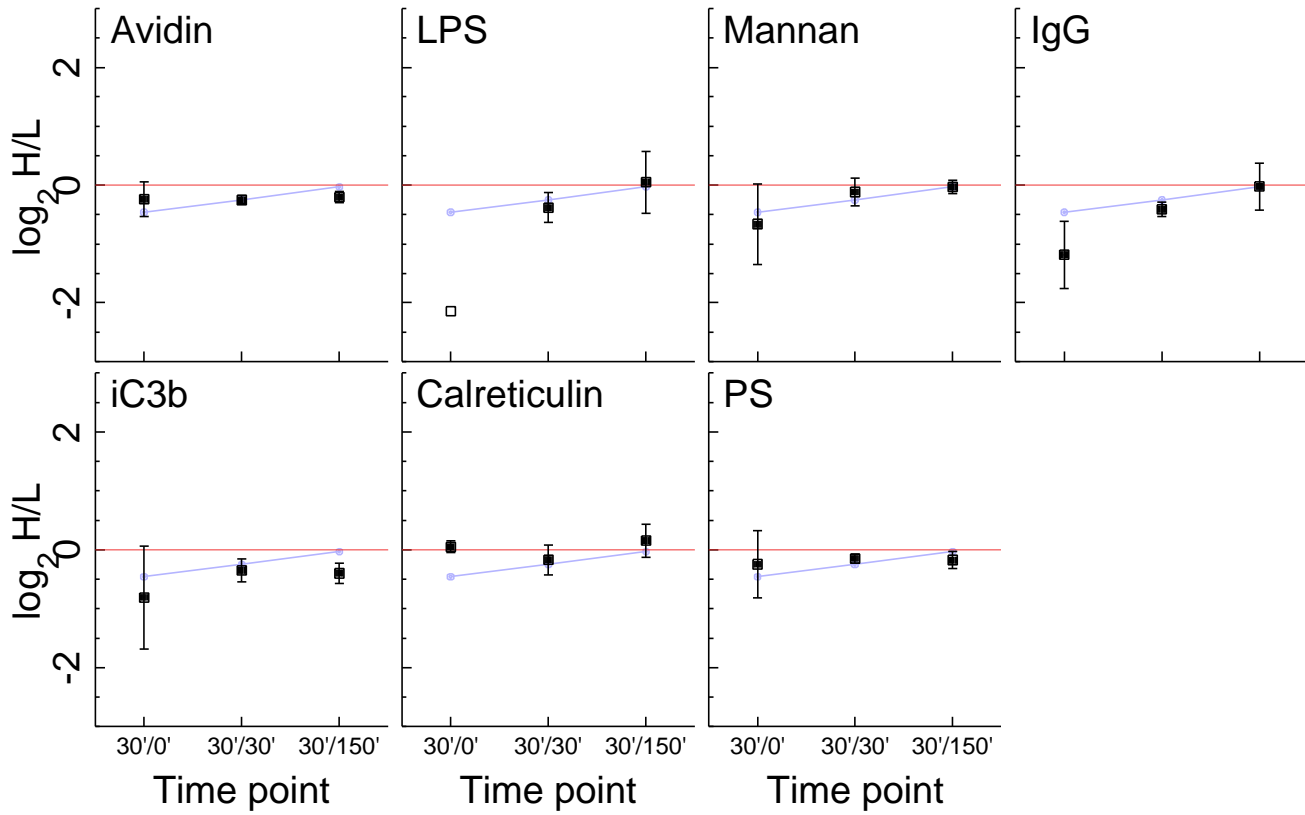 Avidin
LPS
Mannan
IgG
log2 H/L
2
0
-2
iC3b
Calreticulin
PS
log2 H/L
2
0
-2
30'/0' 30'/30' 30'/150'
30'/0' 30'/30' 30'/150'
30'/0' 30'/30' 30'/150'
Time point
Time point
Time point